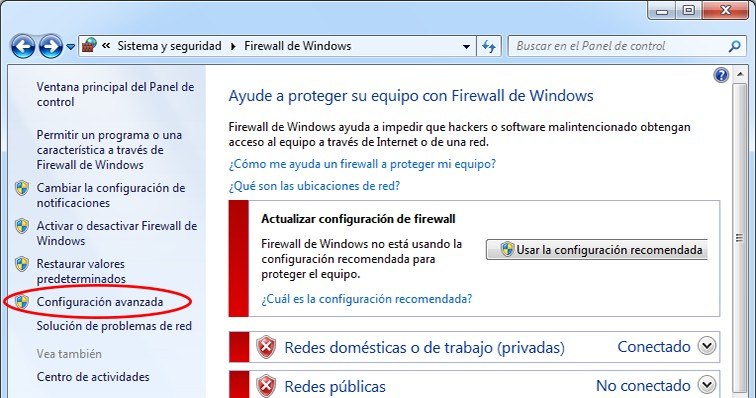 « Sistema y seguridad ▸ Firewall de Windows
Buscar en el Panel de control
Ventana principal del Panel de
control
Permitir un programa o una
característica a través de
Firewall de Windows
Cambiar la configuración de
notificaciones
Activar o desactivar Firewall de
Windows
Restaurar valores
predeterminados
Configuración avanzada
Solución de problemas de red
Vea también
Centro de actividades
Ayude a proteger su equipo con Firewall de Windows
Firewall de Windows ayuda a impedir que hackers o software malintencionado obtengan
acceso al equipo a través de Internet o de una red.
¿Cómo me ayuda un firewall a proteger mi equipo?
¿Qué son las ubicaciones de red?
Actualizar configuración de firewall
Firewall de Windows no está usando la
configuración recomendada para
proteger el equipo.
Usar la configuración recomendada
¿Cuál es la configuración recomendada?
Redes domésticas o de trabajo (privadas) Conectado
Redes públicas No conectado